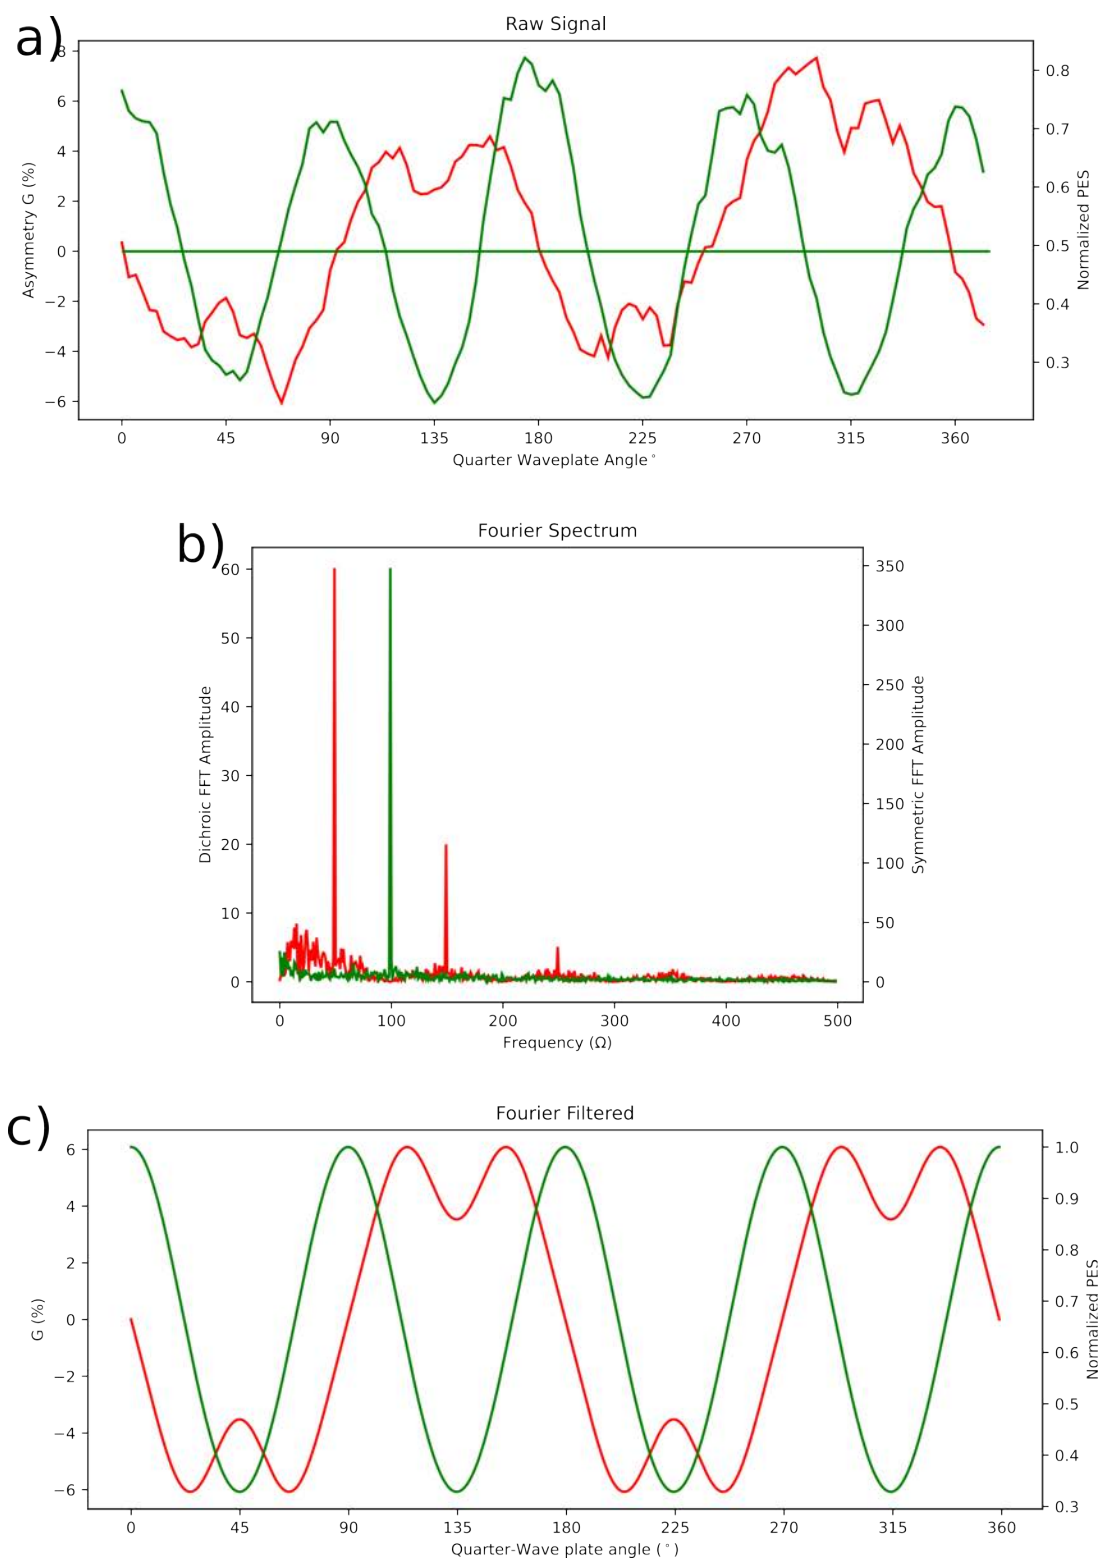 a)
Raw Signal
8
6
4
2
0
−2
−4
−6
Asymmetry G (%)
0.8
0.7
0.6
0.5
0.4
0.3
Normalized PES
0 45 90 135 180 225 270 315 360
Quarter Waveplate Angle°
b)
Fourier Spectrum
60
50
40
30
20
10
0
Dichroic FFT Amplitude
350
300
250
200
150
100
50
0
Symmetric FFT Amplitude
0 100 200 300 400 500
Frequency (Ω)
c)
Fourier Filtered
6
4
2
0
−2
−4
−6
G (%)
1.0
0.9
0.8
0.7
0.6
0.5
0.4
0.3
Normalized PES
0 45 90 135 180 225 270 315 360
Quarter-Wave plate angle (°)